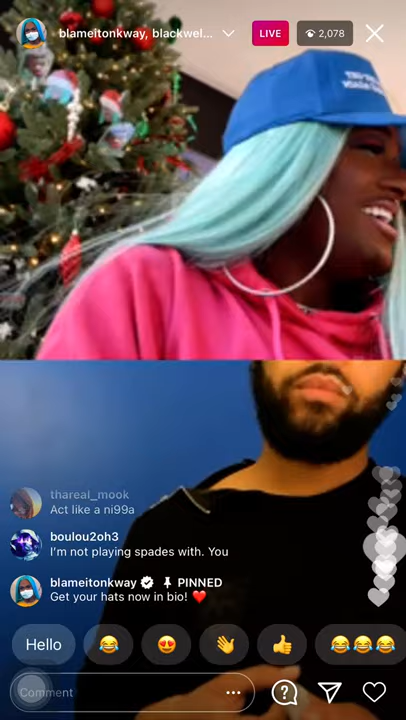 blameitonkway, blackwel...
LIVE
2,078
thareal_mook
Act like a ni99a
boulou2oh3
I'm not playing spades with. You
blameitonkway PINNED
Get your hats now in bio! ❤️
Hello 😂 😍 👋 👍 😂😂😂
Comment